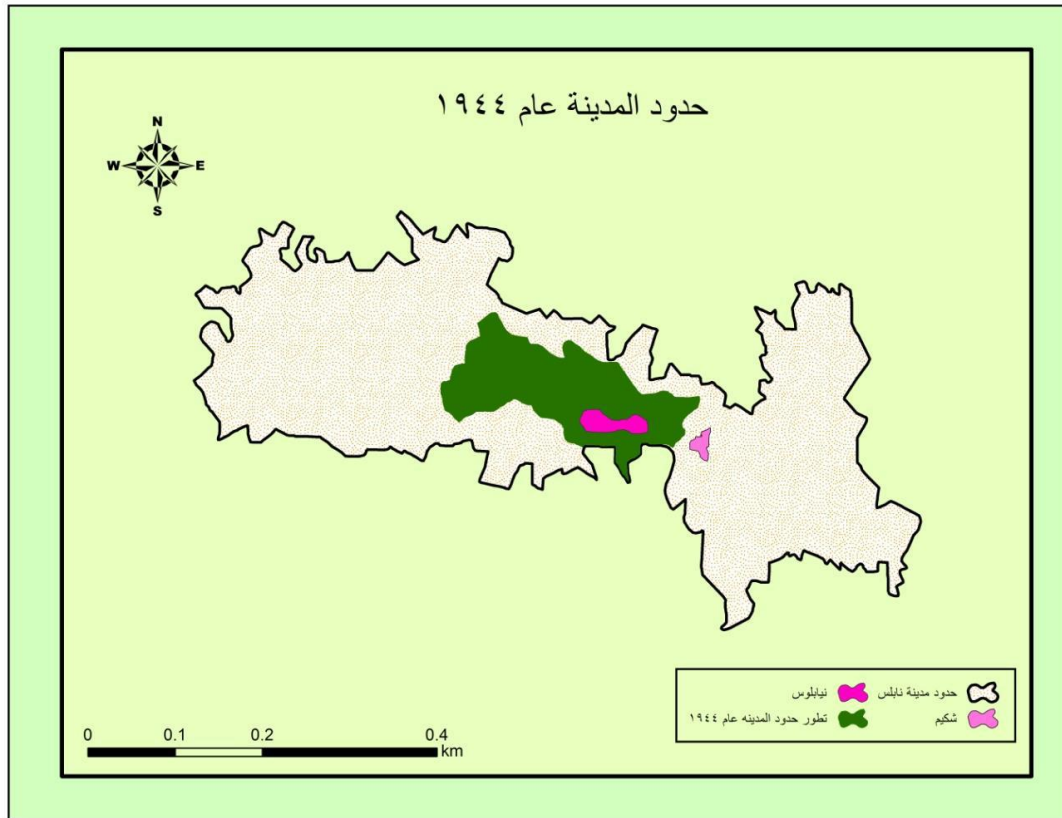 حدود المدينة عام ١٩٤٤
N
W E
S
حدود مدينة نابلس
نيابلوس
شكيم
تطور حدود المدينه عام ١٩٤٤
0 0.1 0.2 0.4
km